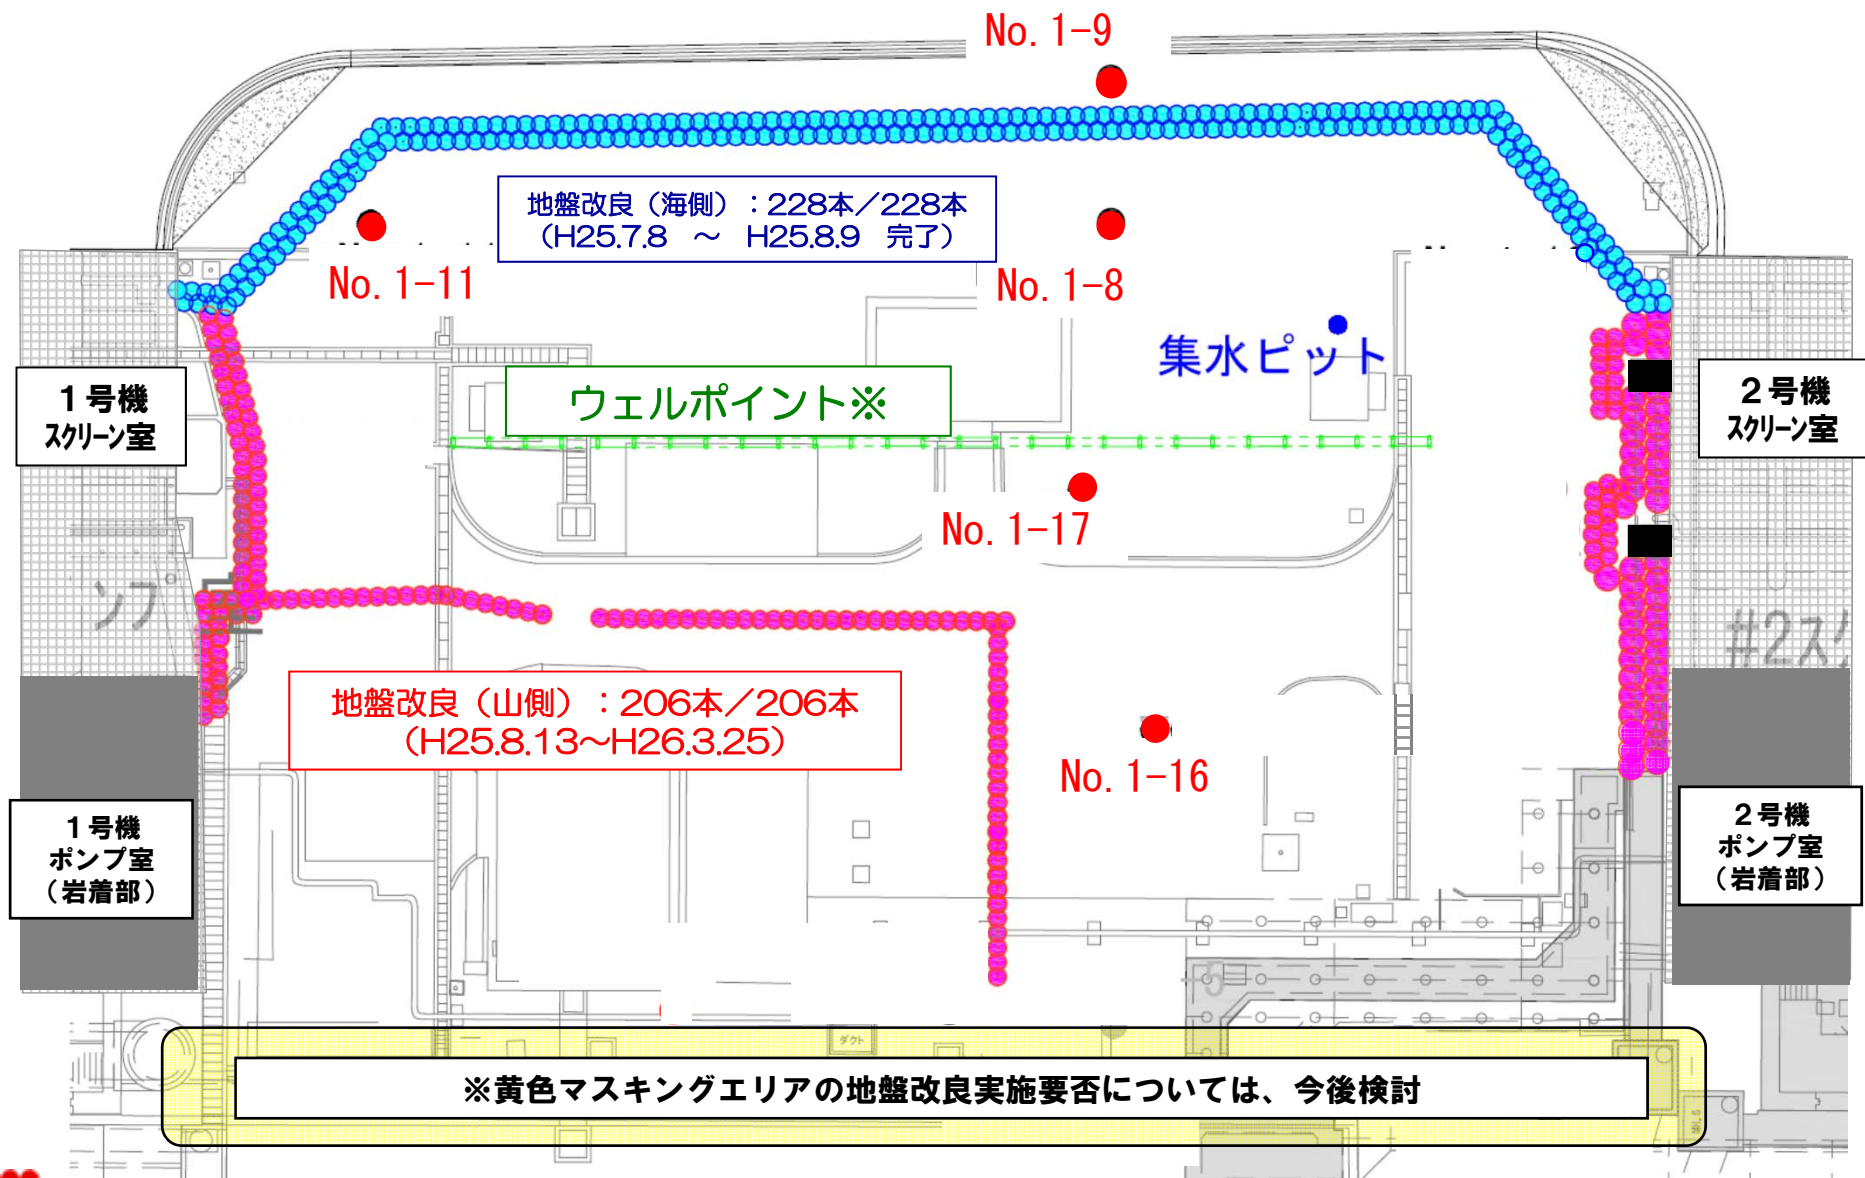 No. 1-9
地盤改良（海側）：228本／228本
（H25.7.8　～　H25.8.9　完了）
No. 1-11
No. 1-8
集水ピット
ウェルポイント※
１号機
スクリーン室
２号機
スクリーン室
No. 1-17
ンプ
#2ス
地盤改良（山側）：206本／206本
（H25.8.13～H26.3.25）
No. 1-16
１号機
ポンプ室
（岩着部）
２号機
ポンプ室
（岩着部）
ダクト
※黄色マスキングエリアの地盤改良実施要否については、今後検討